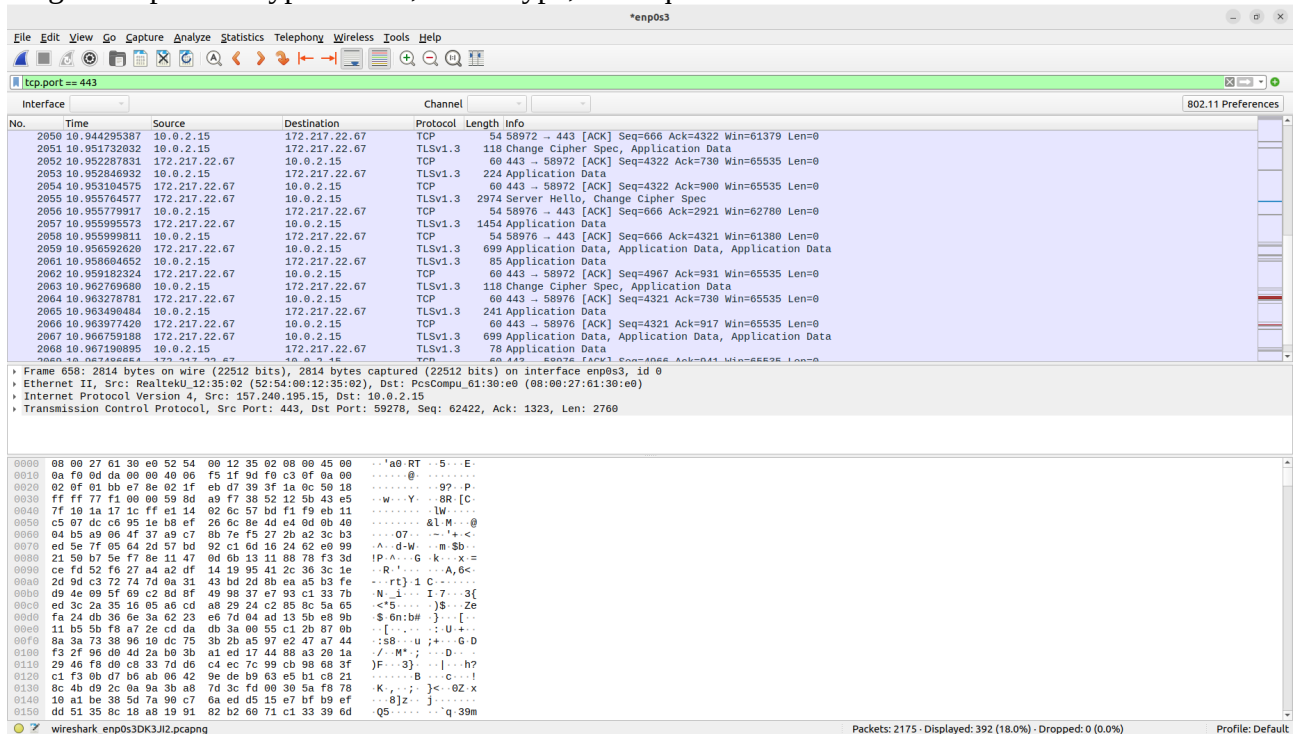 *enp0s3
File Edit View Go Capture Analyze Statistics Telephony Wireless Tools Help
tcp.port == 443
Interface Channel 802.11 Preferences
No. Time Source Destination Protocol Length Info
2050 10.944295387 10.0.2.15 172.217.22.67 TCP 54 58972 → 443 [ACK] Seq=666 Ack=4322 Win=61379 Len=0
2051 10.951732032 10.0.2.15 172.217.22.67 TLSv1.3 118 Change Cipher Spec, Application Data
2052 10.952287831 172.217.22.67 10.0.2.15 TCP 60 443 → 58972 [ACK] Seq=4322 Ack=730 Win=65535 Len=0
2053 10.952846932 10.0.2.15 172.217.22.67 TLSv1.3 224 Application Data
2054 10.953104575 172.217.22.67 10.0.2.15 TCP 60 443 → 58972 [ACK] Seq=4322 Ack=900 Win=65535 Len=0
2055 10.955764577 172.217.22.67 10.0.2.15 TLSv1.3 2974 Server Hello, Change Cipher Spec
2056 10.955779917 10.0.2.15 172.217.22.67 TCP 54 58976 → 443 [ACK] Seq=666 Ack=2921 Win=62780 Len=0
2057 10.955995573 172.217.22.67 10.0.2.15 TLSv1.3 1454 Application Data
2058 10.955999811 10.0.2.15 172.217.22.67 TCP 54 58976 → 443 [ACK] Seq=666 Ack=4321 Win=61380 Len=0
2059 10.956592620 172.217.22.67 10.0.2.15 TLSv1.3 699 Application Data, Application Data, Application Data
2061 10.958604652 10.0.2.15 172.217.22.67 TLSv1.3 85 Application Data
2062 10.959182324 172.217.22.67 10.0.2.15 TCP 60 443 → 58972 [ACK] Seq=4967 Ack=931 Win=65535 Len=0
2063 10.962769680 10.0.2.15 172.217.22.67 TLSv1.3 118 Change Cipher Spec, Application Data
2064 10.963278781 172.217.22.67 10.0.2.15 TCP 60 443 → 58976 [ACK] Seq=4321 Ack=730 Win=65535 Len=0
2065 10.963490484 10.0.2.15 172.217.22.67 TLSv1.3 241 Application Data
2066 10.963977420 172.217.22.67 10.0.2.15 TCP 60 443 → 58976 [ACK] Seq=4321 Ack=917 Win=65535 Len=0
2067 10.966759188 172.217.22.67 10.0.2.15 TLSv1.3 699 Application Data, Application Data, Application Data
2068 10.967190895 10.0.2.15 172.217.22.67 TLSv1.3 78 Application Data
Frame 658: 2814 bytes on wire (22512 bits), 2814 bytes captured (22512 bits) on interface enp0s3, id 0
Ethernet II, Src: RealtekU_12:35:02 (52:54:00:12:35:02), Dst: PcsCompu_61:30:e0 (08:00:27:61:30:e0)
Internet Protocol Version 4, Src: 157.240.195.15, Dst: 10.0.2.15
Transmission Control Protocol, Src Port: 443, Dst Port: 59278, Seq: 62422, Ack: 1323, Len: 2760
0000 08 00 27 61 30 e0 52 54 00 12 35 02 08 00 45 00 ··'a0·RT ··5···E·
0010 0a f0 0d da 00 00 40 06 f5 1f 9d f0 c3 0f 0a 00 ······@· ········
0020 02 0f 01 bb e7 8e 02 1f eb d7 39 3f 1a 0c 50 18 ········ ··9?··P·
0030 ff ff 77 f1 00 00 59 8d a9 f7 38 52 12 5b 43 e5 ··w···Y· ··8R·[C·
0040 7f 10 1a 17 1c ff e1 14 02 6c 57 bd f1 f9 eb 11 ········ ·lW·····
0050 c5 07 dc c6 95 1e b8 ef 26 6c 8e 4d e4 0d 0b 40 ········ &l·M···@
0060 04 b5 a9 06 4f 37 a9 c7 8b 7e f5 27 2b a2 3c b3 ····O7·· ·~·'+·<·
0070 ed 5e 7f 05 64 2d 57 bd 92 c1 6d 16 24 62 e0 99 ·^··d-W· ··m·$b··
0080 21 50 b7 5e f7 8e 11 47 0d 6b 13 11 88 78 f3 3d !P·^···G ·k···x·=
0090 ce fd 52 f6 27 a4 a2 df 14 19 95 41 2c 36 3c 1e ··R·'··· ···A,6<·
00a0 2d 9d c3 72 74 7d 0a 31 43 bd 2d 8b ea a5 b3 fe -··rt}·1 C·-·····
00b0 d9 4e 09 5f 69 c2 8d 8f 49 98 37 e7 93 c1 33 7b ·N·_i··· I·7···3{
00c0 ed 3c 2a 35 16 05 a6 cd a8 29 24 c2 85 8c 5a 65 ·<*5···· ·)$···Ze
00d0 fa 24 db 36 6e 3a 62 23 e6 7d 04 ad 13 5b e8 9b ·$·6n:b# ·}···[··
00e0 11 b5 5b f8 a7 2e cd da db 3a 00 55 c1 2b 87 0b ··[··.·· ·:·U·+··
00f0 8a 3a 73 38 96 10 dc 75 3b 2b a5 97 e2 47 a7 44 ·:s8···u ;+···G·D
0100 f3 2f 96 d0 4d 2a b0 3b a1 ed 17 44 88 a3 20 1a ·/··M*·; ···D·· ·
0110 29 46 f8 d0 c8 33 7d d6 c4 ec 7c 99 cb 98 68 3f )F···3}· ··|···h?
0120 c1 f3 0b d7 b6 ab 06 42 9e de b9 63 e5 b1 c8 21 ·······B ···c···!
0130 8c 4b d9 2c 0a 9a 3b a8 7d 3c fd 00 30 5a f8 78 ·K·,··;· }<··0Z·x
0140 10 a1 be 38 5d 7a 90 c7 6a ed d5 15 e7 bf b9 ef ···8]z·· j·······
0150 dd 51 35 8c 18 a8 19 91 82 b2 60 71 c1 33 39 6d ·Q5····· ··`q·39m
wireshark_enp0s3DK3JI2.pcapng Packets: 2175 · Displayed: 392 (18.0%) · Dropped: 0 (0.0%) Profile: Default